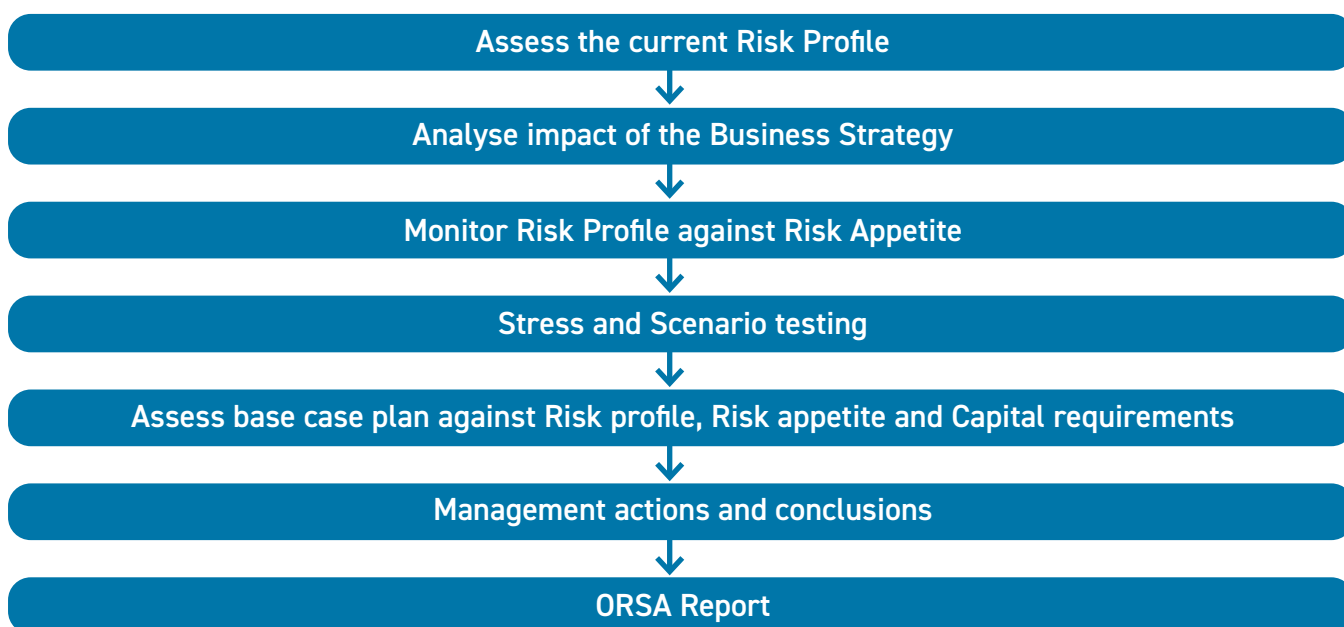 Assess the current Risk Profile
Analyse impact of the Business Strategy
Monitor Risk Profile against Risk Appetite
Stress and Scenario testing
Assess base case plan against Risk profile, Risk appetite and Capital requirements
Management actions and conclusions
ORSA Report